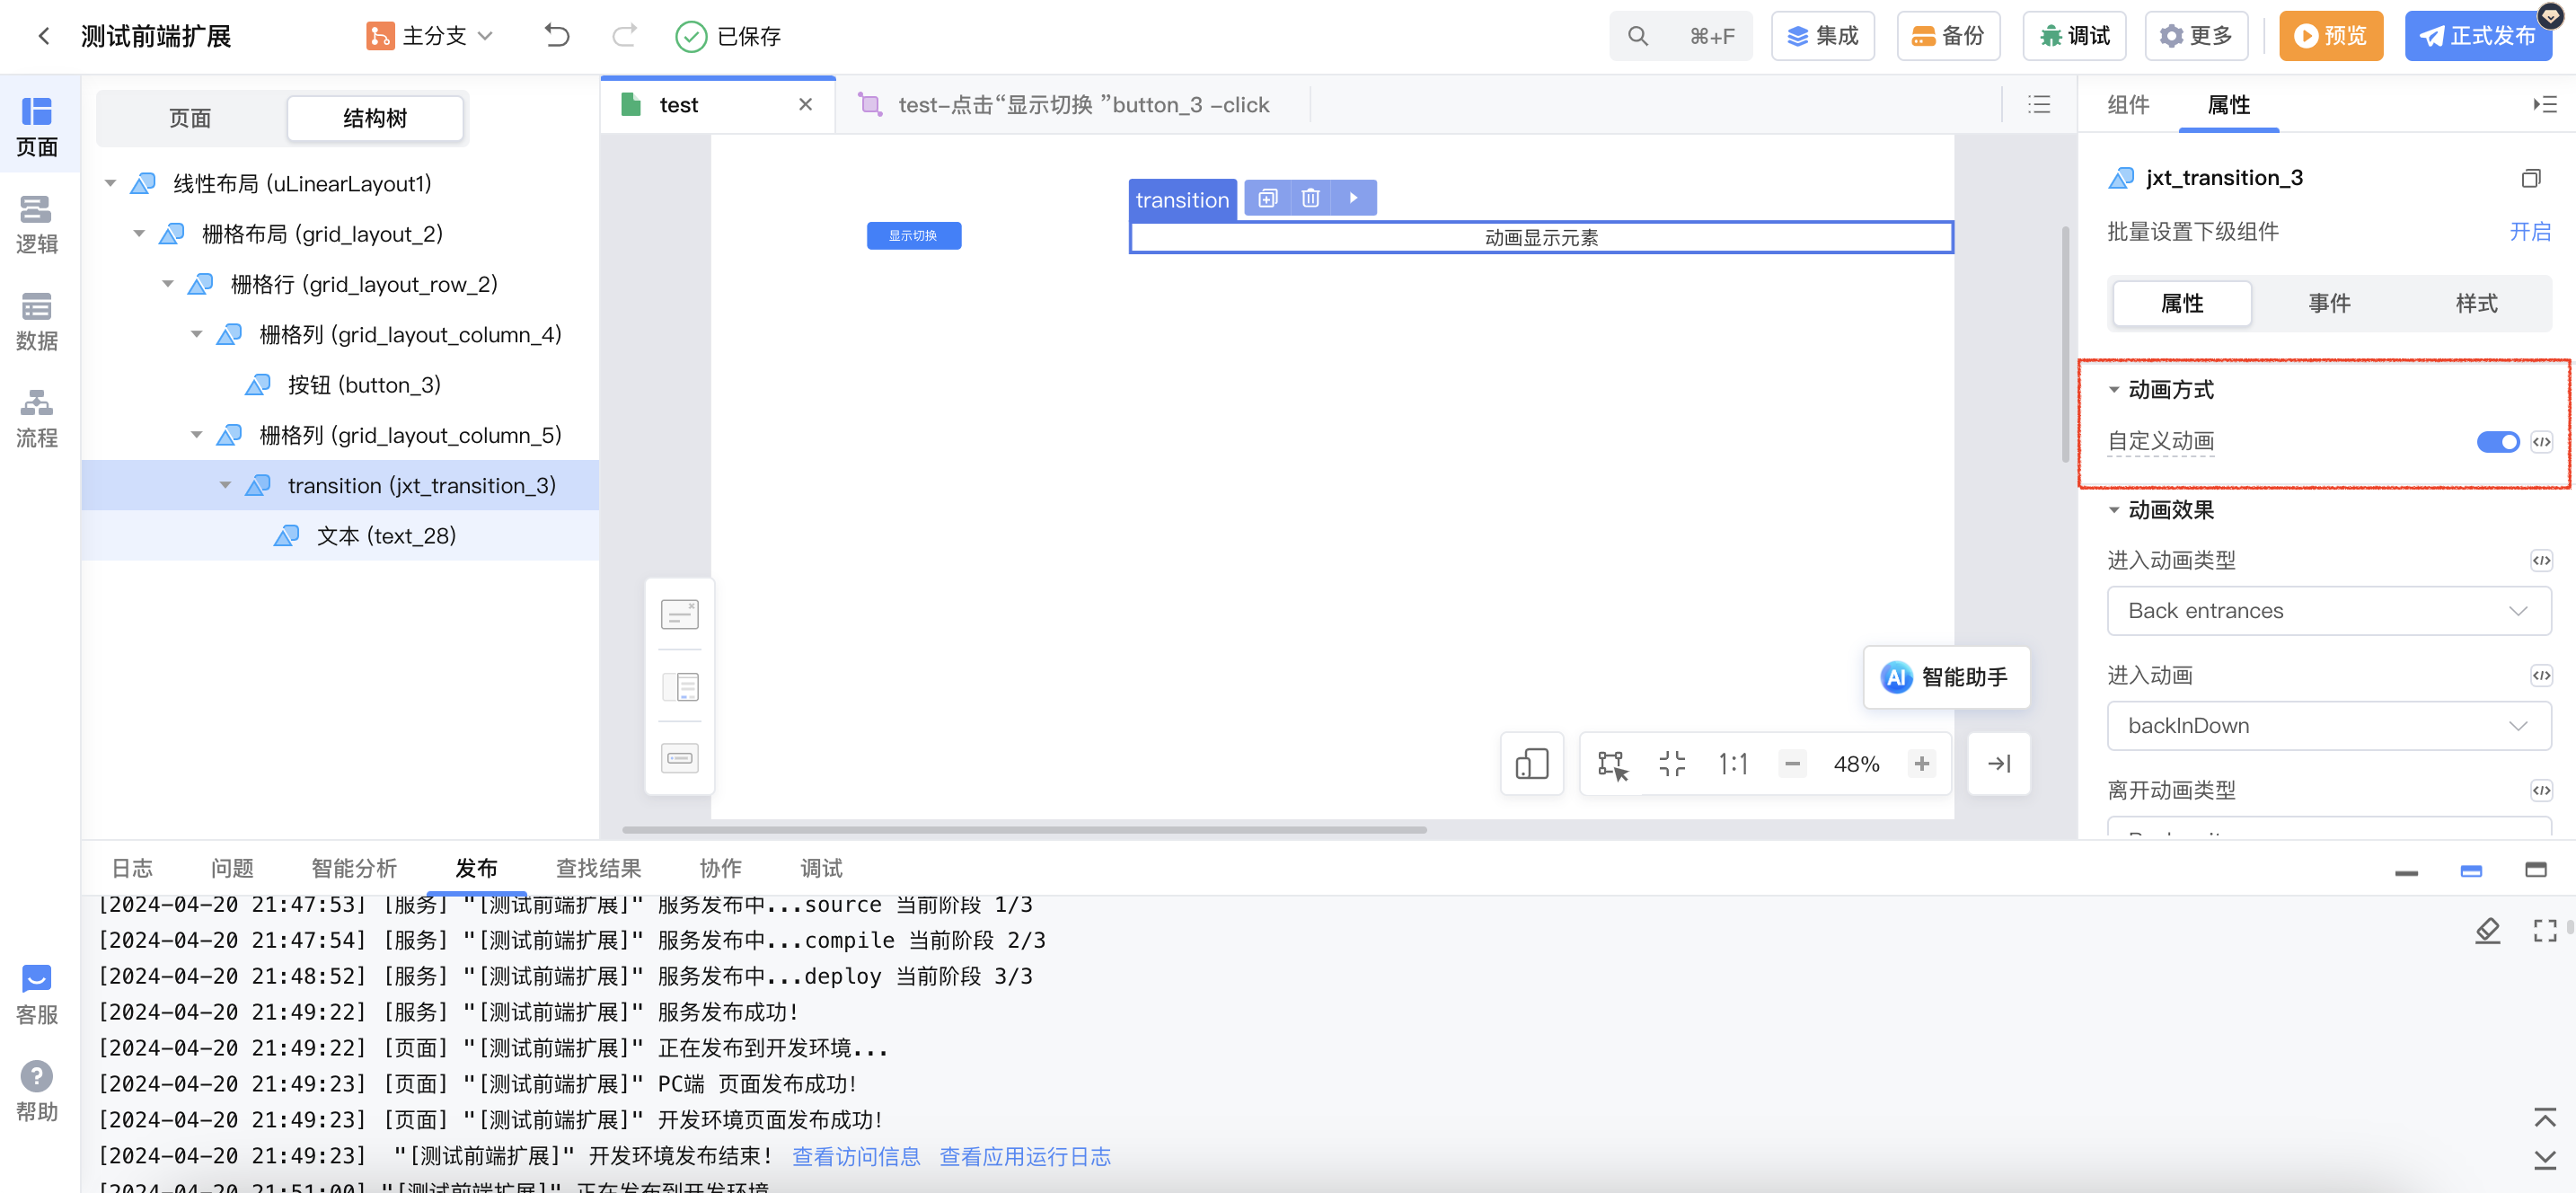 测试前端扩展
主分支
已保存
⌘+F
集成
备份
调试
更多
预览
正式发布
页面
逻辑
数据
流程
客服
帮助
页面
结构树
线性布局 (uLinearLayout1)
栅格布局 (grid_layout_2)
栅格行 (grid_layout_row_2)
栅格列 (grid_layout_column_4)
按钮 (button_3)
栅格列 (grid_layout_column_5)
transition (jxt_transition_3)
文本 (text_28)
test
test-点击“显示切换 ”button_3 -click
显示切换
transition
动画显示元素
AI 智能助手
1:1
48%
组件
属性
jxt_transition_3
批量设置下级组件
开启
属性
事件
样式
动画方式
自定义动画
动画效果
进入动画类型
Back entrances
进入动画
backInDown
离开动画类型
日志
问题
智能分析
发布
查找结果
协作
调试
[2024-04-20 21:47:53] [服务] "[测试前端扩展]" 服务发布中...source 当前阶段 1/3
[2024-04-20 21:47:54] [服务] "[测试前端扩展]" 服务发布中...compile 当前阶段 2/3
[2024-04-20 21:48:52] [服务] "[测试前端扩展]" 服务发布中...deploy 当前阶段 3/3
[2024-04-20 21:49:22] [服务] "[测试前端扩展]" 服务发布成功!
[2024-04-20 21:49:22] [页面] "[测试前端扩展]" 正在发布到开发环境...
[2024-04-20 21:49:23] [页面] "[测试前端扩展]" PC端 页面发布成功!
[2024-04-20 21:49:23] [页面] "[测试前端扩展]" 开发环境页面发布成功!
[2024-04-20 21:49:23] "[测试前端扩展]" 开发环境发布结束! 查看访问信息 查看应用运行日志
[2024-04-20 21:51:00] "[测试前端扩展]" 正在发布到开发环境